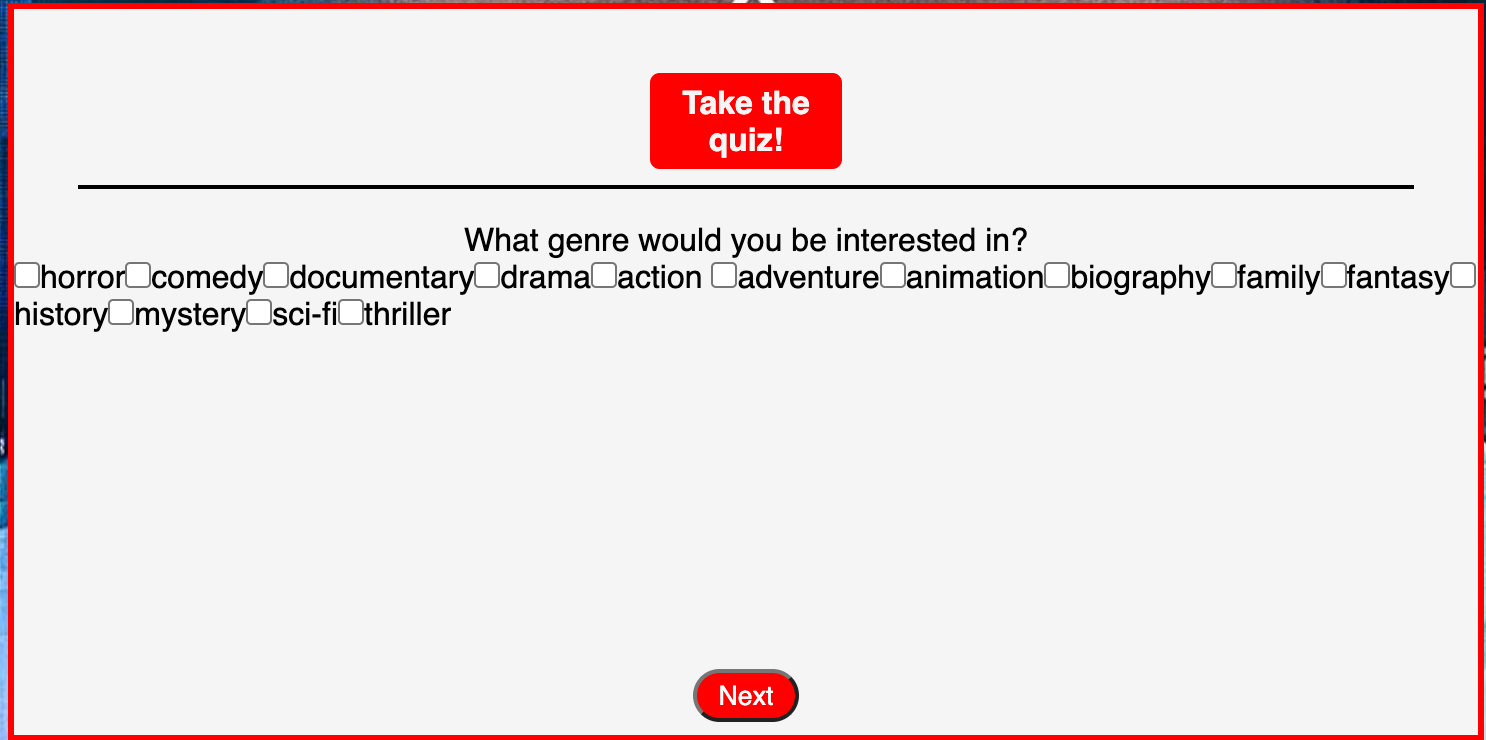 Take the
quiz!
What genre would you be interested in?
horror comedy documentary drama action adventure animation biography family fantasy
history mystery sci-fi thriller
Next